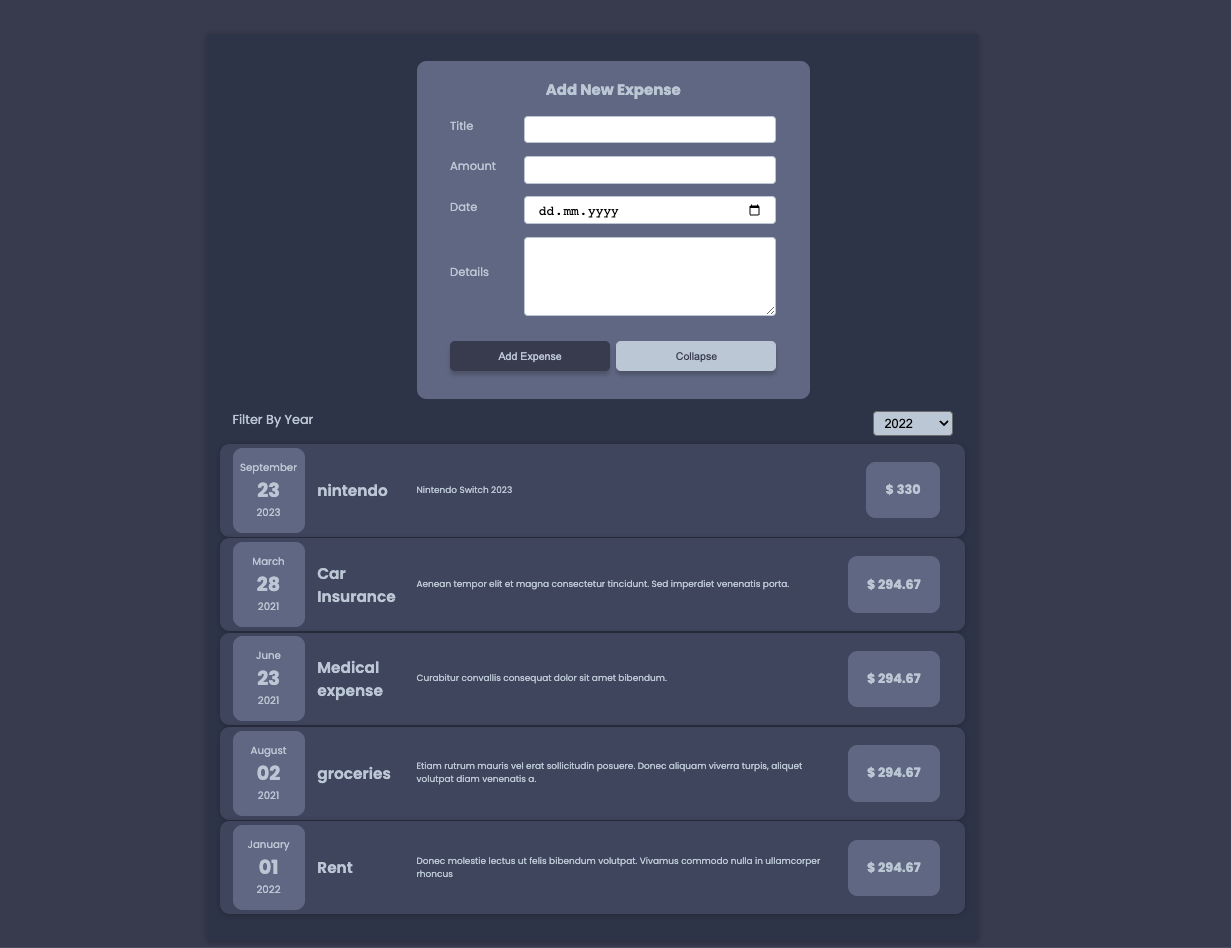 Add New Expense
Title
Amount
Date
dd.mm.yyyy
Details
Add Expense
Collapse
Filter By Year
2022
September
23
2023
nintendo
Nintendo Switch 2023
$ 330
March
28
2021
Car
Insurance
Aenean tempor elit et magna consectetur tincidunt. Sed imperdiet venenatis porta.
$ 294.67
June
23
2021
Medical
expense
Curabitur convallis consequat dolor sit amet bibendum.
$ 294.67
August
02
2021
groceries
Etiam rutrum mauris vel erat sollicitudin posuere. Donec aliquam viverra turpis, aliquet
volutpat diam venenatis a.
$ 294.67
January
01
2022
Rent
Donec molestie lectus ut felis bibendum volutpat. Vivamus commodo nulla in ullamcorper
rhoncus
$ 294.67